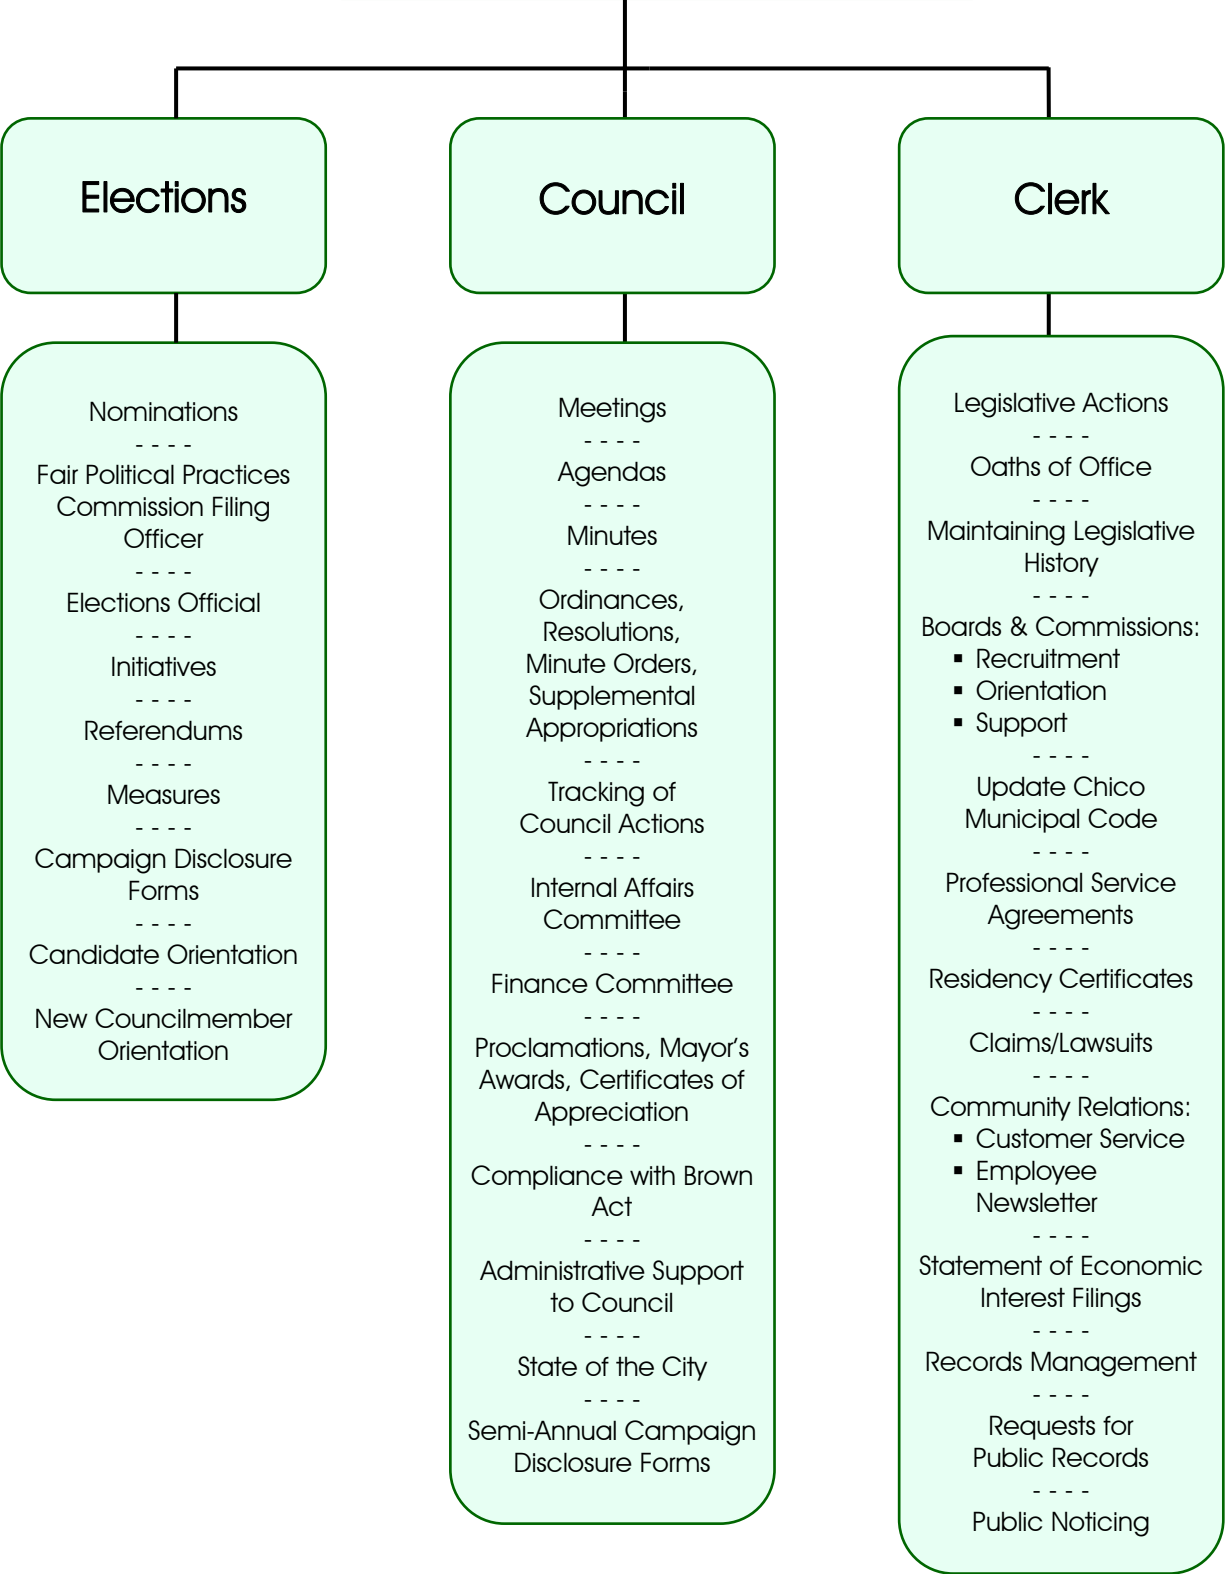 Elections
Nominations
- - - -
Fair Political Practices
Commission Filing
Officer
- - - -
Elections Official
- - - -
Initiatives
- - - -
Referendums
- - - -
Measures
- - - -
Campaign Disclosure
Forms
- - - -
Candidate Orientation
- - - -
New Councilmember
Orientation
Council
Meetings
- - - -
Agendas
- - - -
Minutes
- - - -
Ordinances,
Resolutions,
Minute Orders,
Supplemental
Appropriations
- - - -
Tracking of
Council Actions
- - - -
Internal Affairs
Committee
- - - -
Finance Committee
- - - -
Proclamations, Mayor’s
Awards, Certificates of
Appreciation
- - - -
Compliance with Brown
Act
- - - -
Administrative Support
to Council
- - - -
State of the City
- - - -
Semi-Annual Campaign
Disclosure Forms
Clerk
Legislative Actions
- - - -
Oaths of Office
- - - -
Maintaining Legislative
History
- - - -
Boards & Commissions:
▪ Recruitment
▪ Orientation
▪ Support
- - - -
Update Chico
Municipal Code
- - - -
Professional Service
Agreements
- - - -
Residency Certificates
- - - -
Claims/Lawsuits
- - - -
Community Relations:
▪ Customer Service
▪ Employee
Newsletter
- - - -
Statement of Economic
Interest Filings
- - - -
Records Management
- - - -
Requests for
Public Records
- - - -
Public Noticing